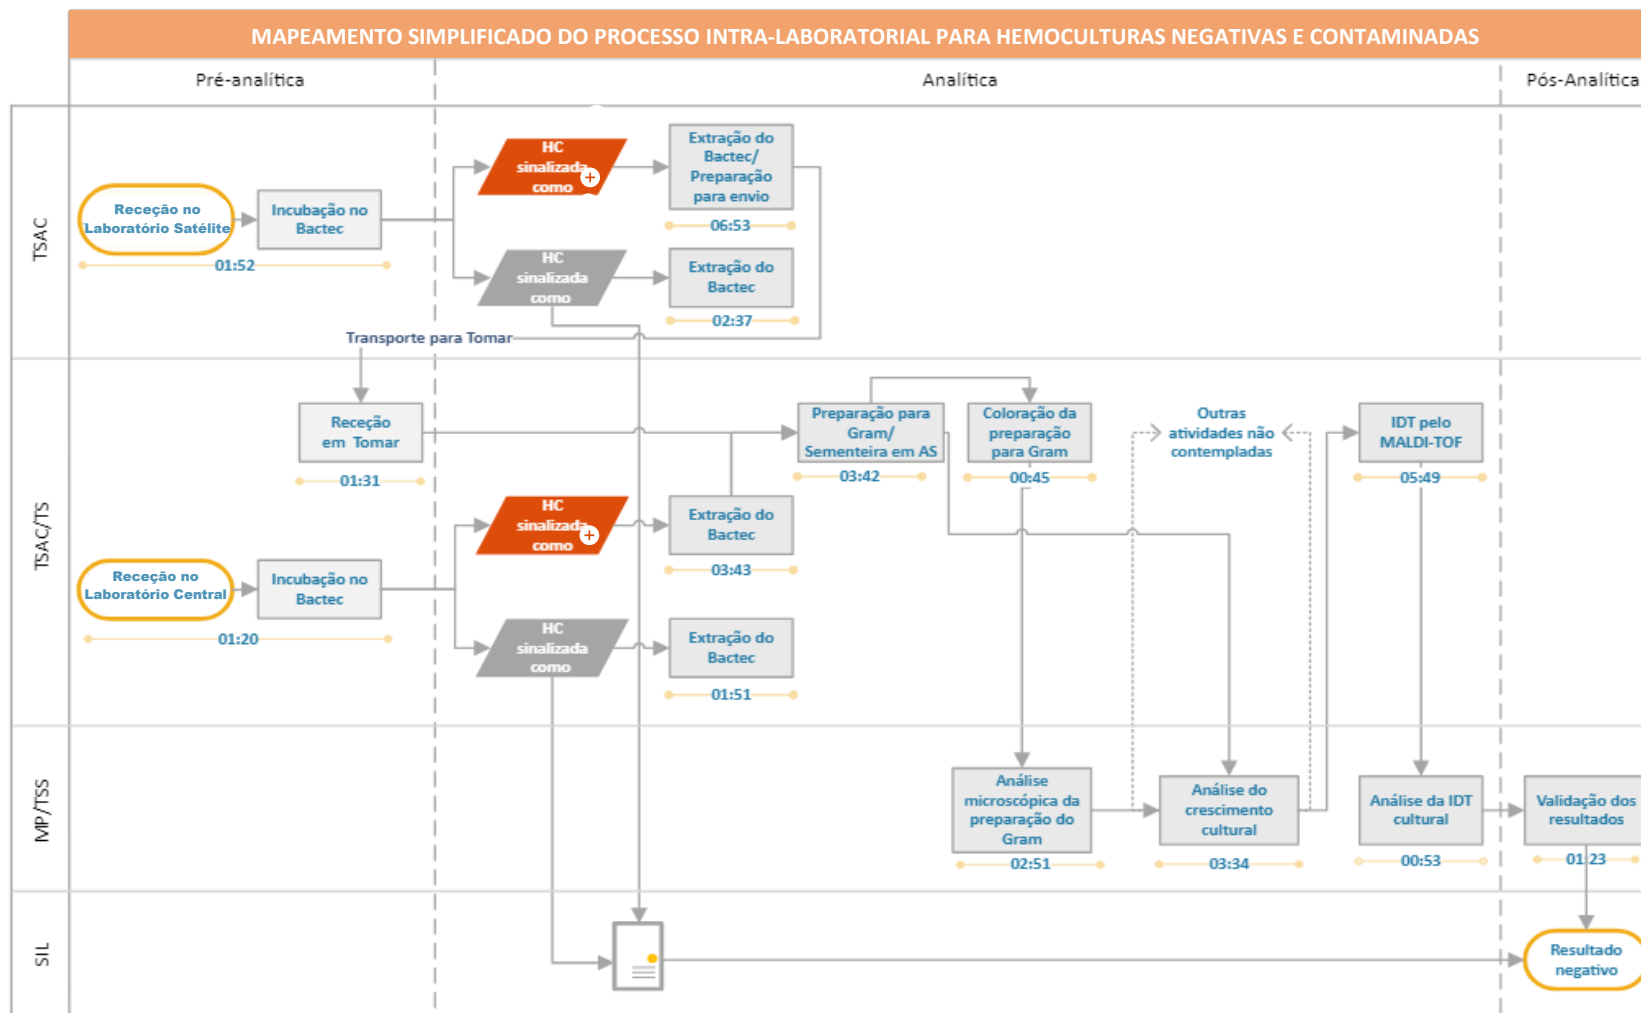 MAPEAMENTO SIMPLIFICADO DO PROCESSO INTRA-LABORATORIAL PARA HEMOCULTURAS NEGATIVAS E CONTAMINADAS
Pré-analítica
Analítica
Pós-Analítica
TSAC
Receção no
Laboratório Satélite
Incubação no
Bactec
01:52
HC
sinalizada
como
+
Extração do
Bactec/
Preparação
para envio
06:53
HC
sinalizada
como
Extração do
Bactec
02:37
Transporte para Tomar
TSAC/TS
Receção
em Tomar
01:31
Preparação para
Gram/
Sementeira em AS
03:42
Coloração da
preparação
para Gram
00:45
Outras
atividades não
contempladas
IDT pelo
MALDI-TOF
05:49
HC
sinalizada
como
+
Extração do
Bactec
03:43
Receção no
Laboratório Central
Incubação no
Bactec
01:20
HC
sinalizada
como
Extração do
Bactec
01:51
MP/TSS
Análise
microscópica da
preparação do
Gram
02:51
Análise do
crescimento
cultural
03:34
Análise da IDT
cultural
00:53
Validação dos
resultados
01:23
SIL
Resultado
negativo